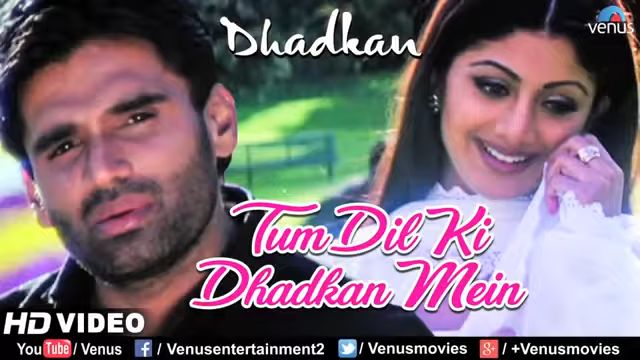 Dhadkan
venus
Tum Dil Ki
Dhadkan Mein
HD VIDEO
YouTube / Venus f / Venusentertainment2 / Venusmovies g+ / +Venusmovies